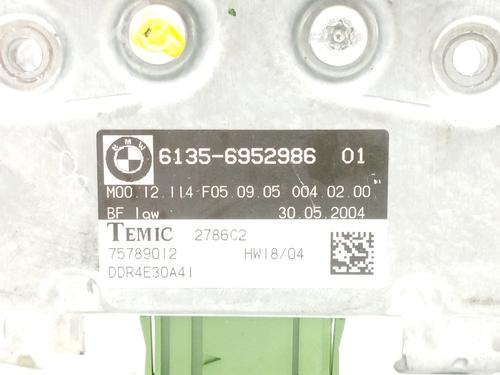 BMW
6135-6952986 01
M00.12.114-F05.09.05 004.02.00
BF low 30.05.2004
TEMIC 2786C2
75789012 HW18/04
DDR4E30A41